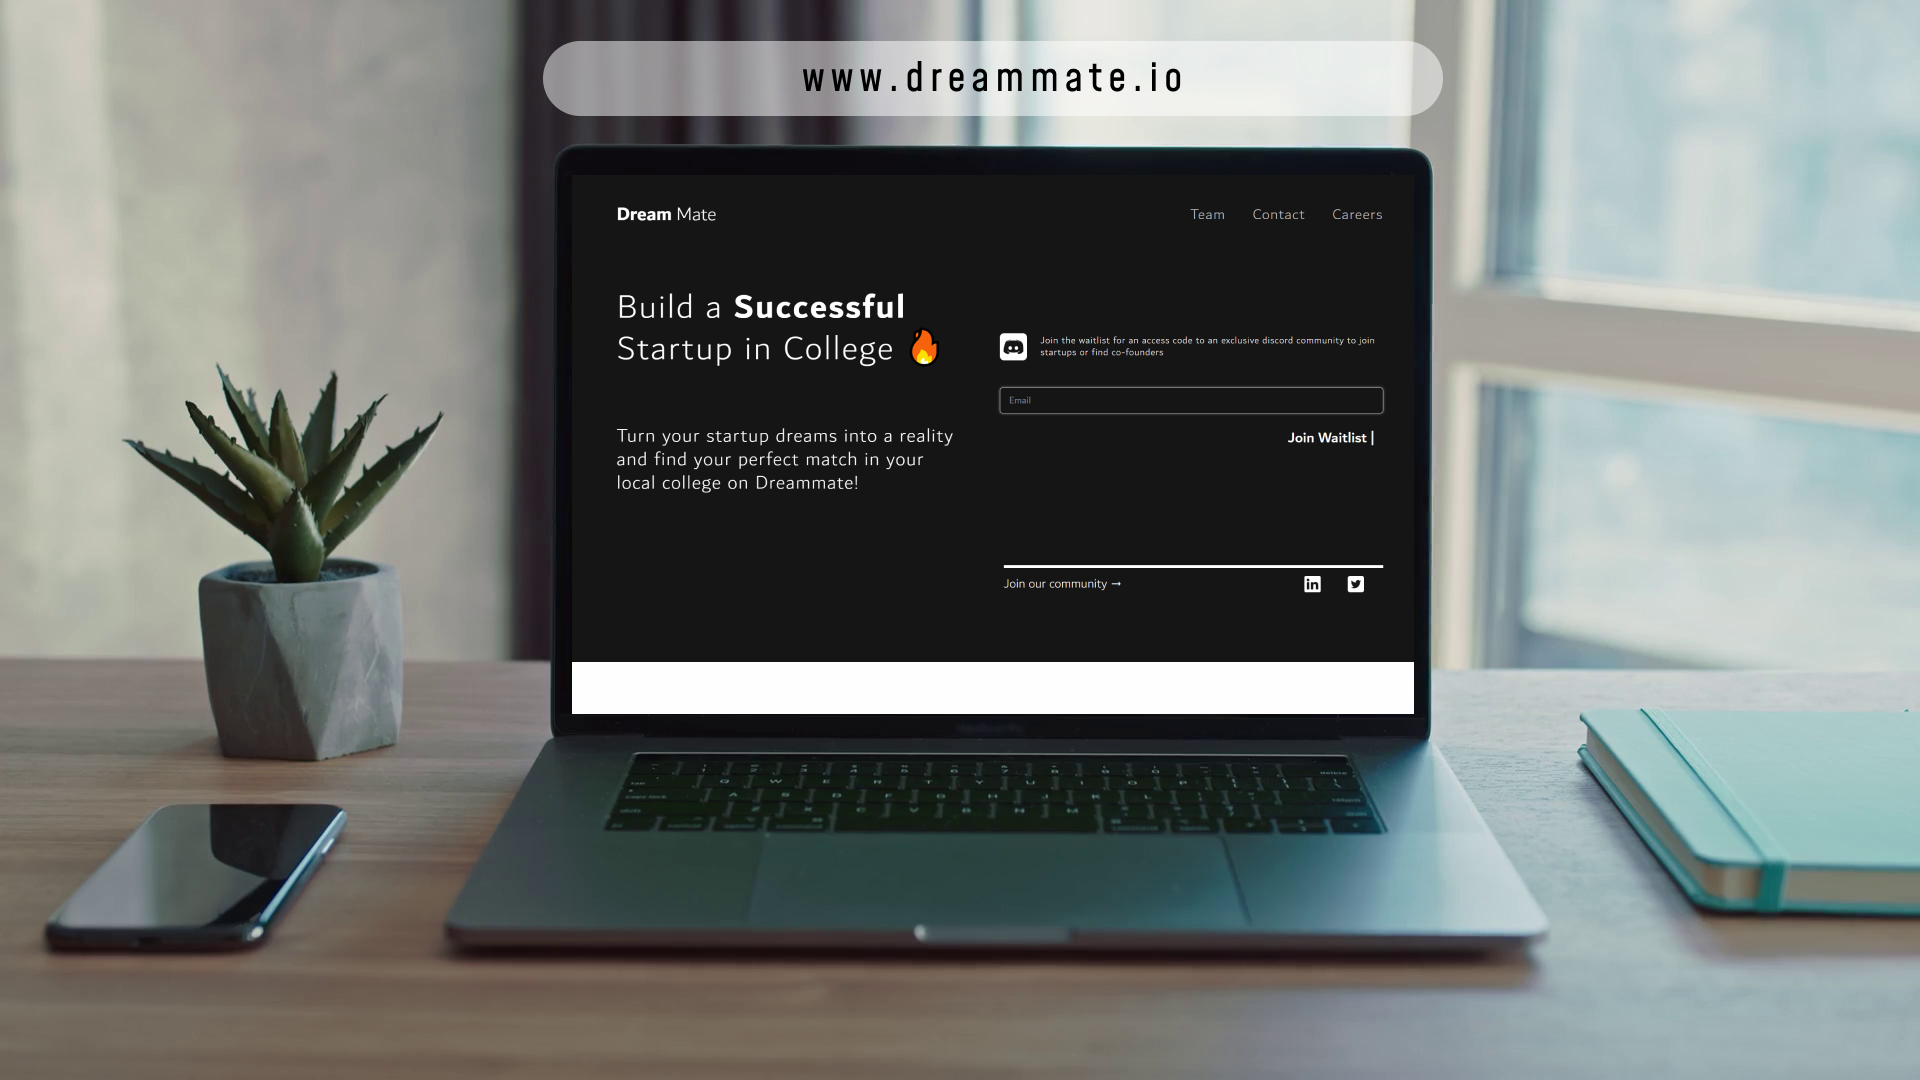 www.dreammate.io
Dream Mate
Team Contact Careers
Build a Successful
Startup in College 🔥
Turn your startup dreams into a reality
and find your perfect match in your
local college on Dreammate!
Join the waitlist for an access code to an exclusive discord community to join
startups or find co-founders
Email
Join Waitlist |
Join our community →
in